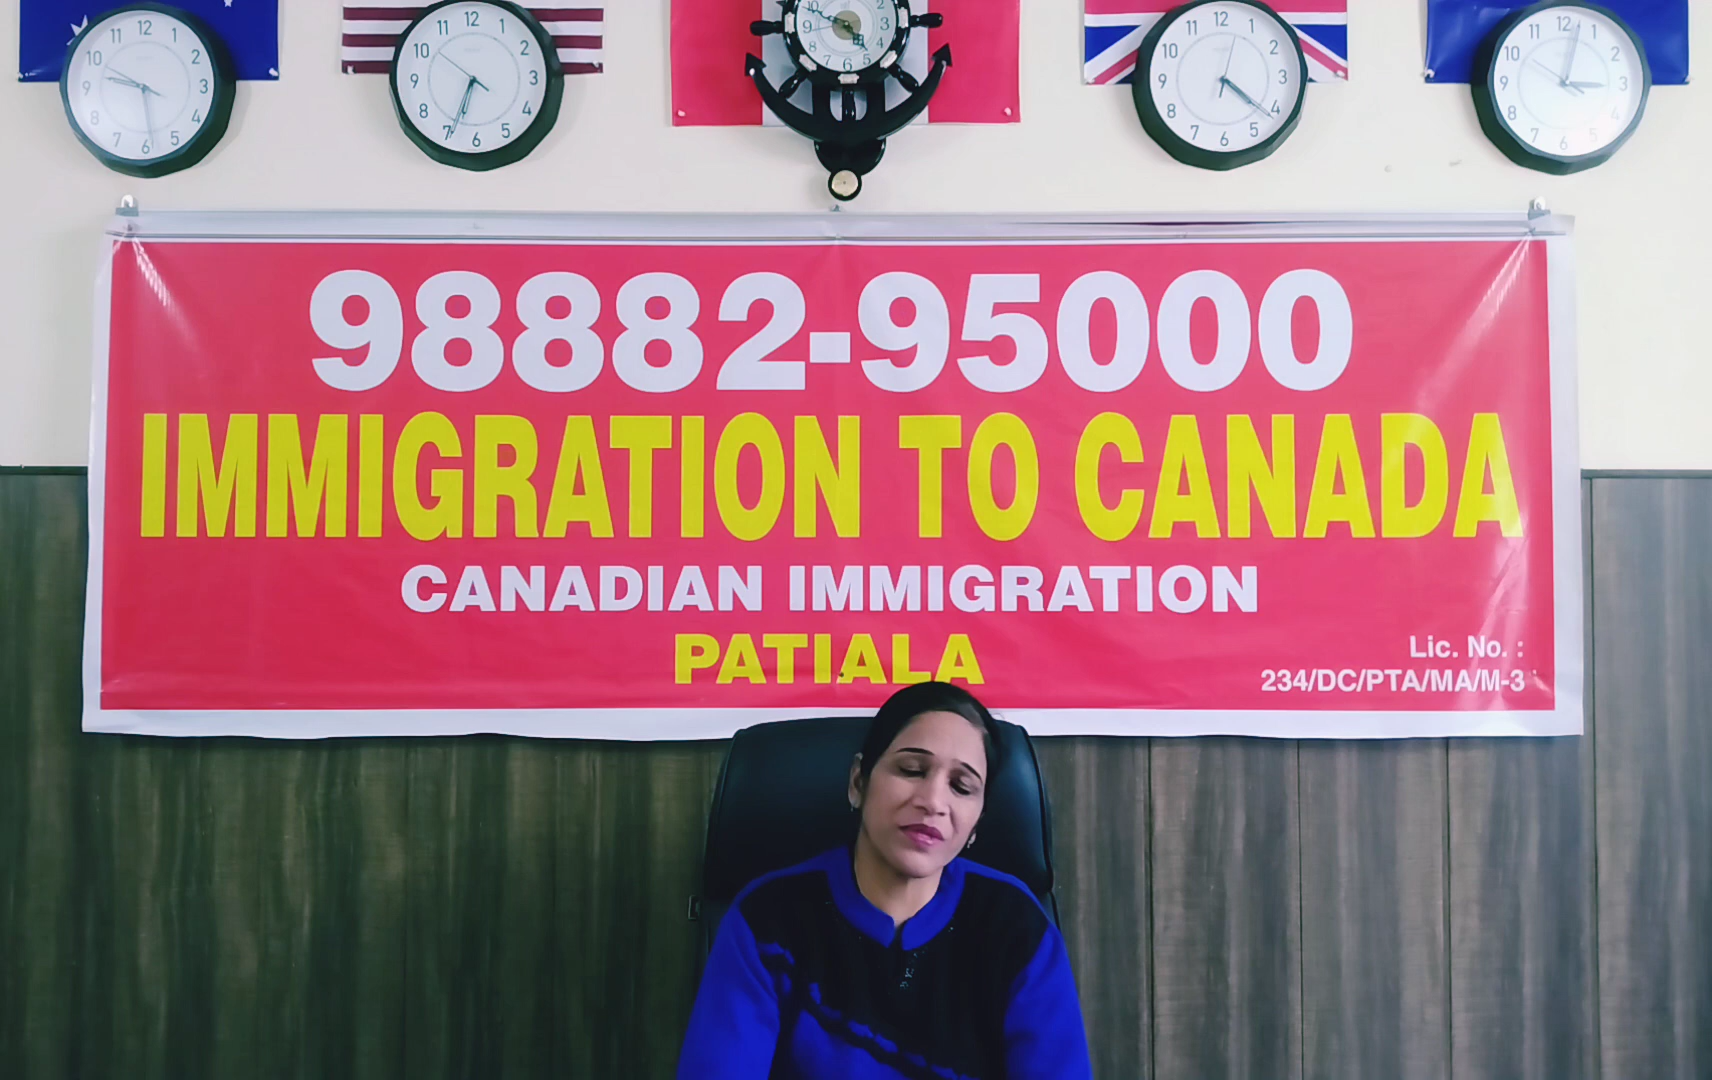 98882-95000
IMMIGRATION TO CANADA
CANADIAN IMMIGRATION
PATIALA
Lic. No. :
234/DC/PTA/MA/M-3